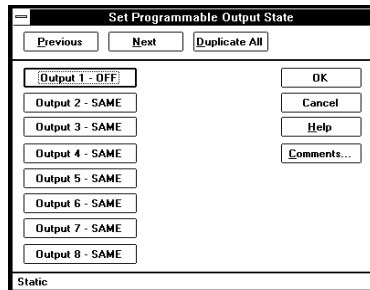 Set Programmable Output State
Previous Next Duplicate All
Output 1 - OFF OK
Output 2 - SAME Cancel
Output 3 - SAME Help
Output 4 - SAME Comments...
Output 5 - SAME
Output 6 - SAME
Output 7 - SAME
Output 8 - SAME
Static